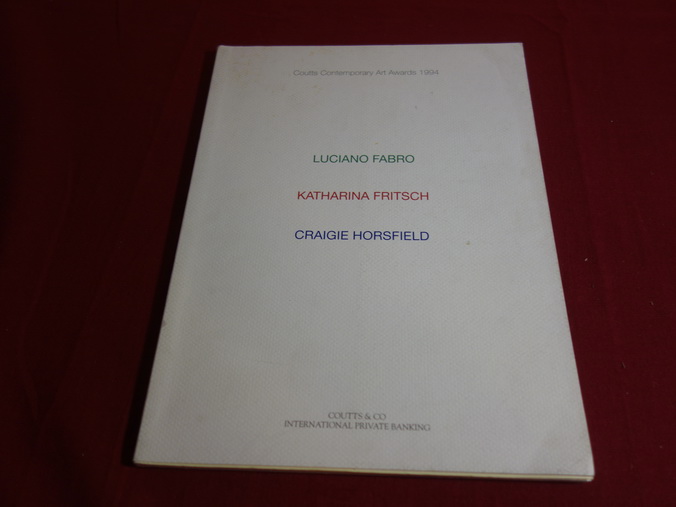 Coutts Contemporary Art Awards 1994
LUCIANO FABRO
KATHARINA FRITSCH
CRAIGIE HORSFIELD
COUTTS & CO
INTERNATIONAL PRIVATE BANKING